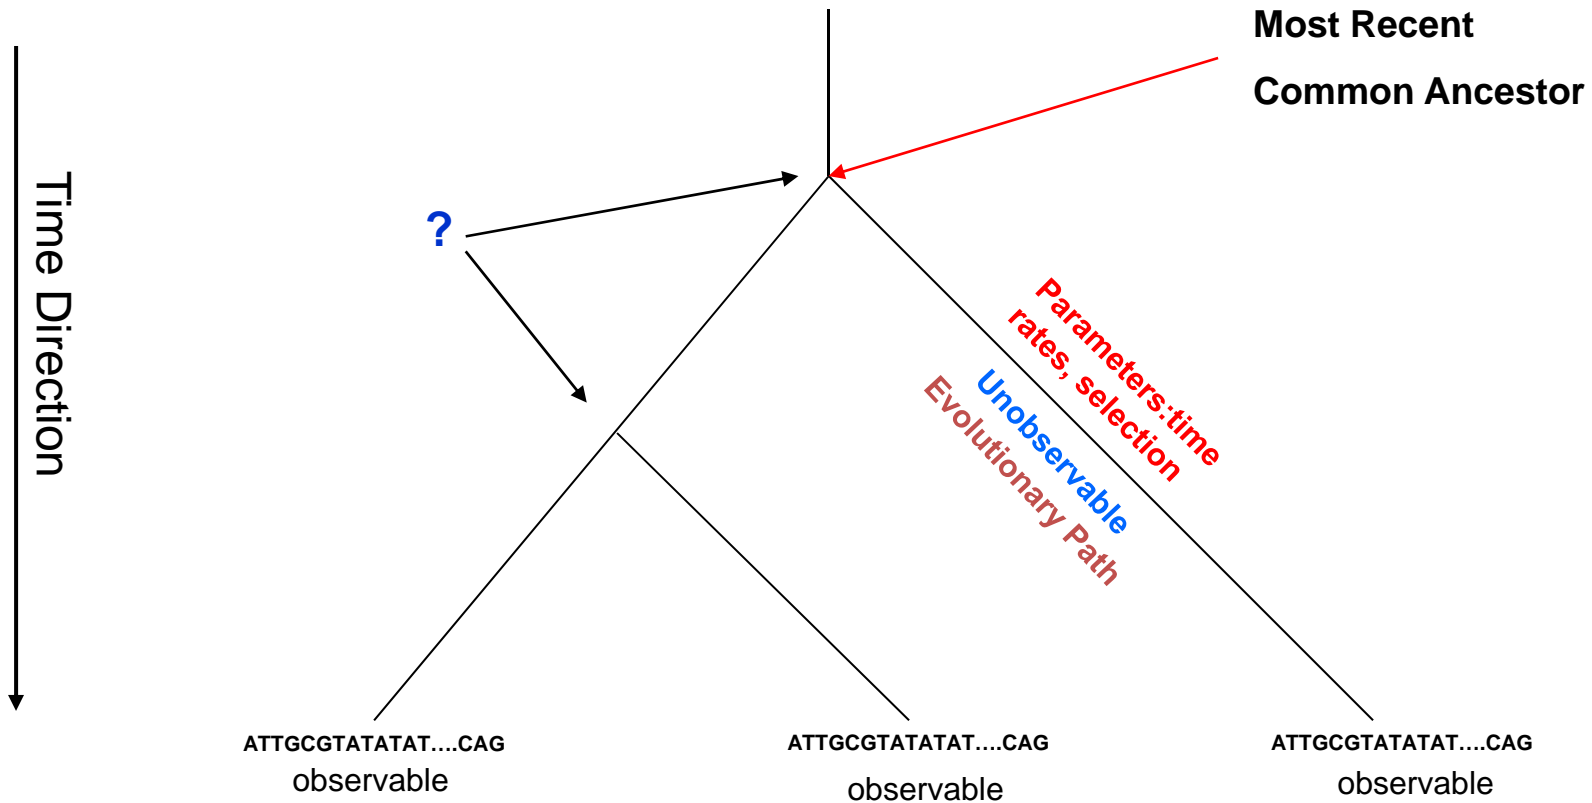 Most Recent
Common Ancestor
Time Direction
?
Parameters:time
rates, selection
Unobservable
Evolutionary Path
ATTGCGTATATAT....CAG
observable
ATTGCGTATATAT....CAG
observable
ATTGCGTATATAT....CAG
observable